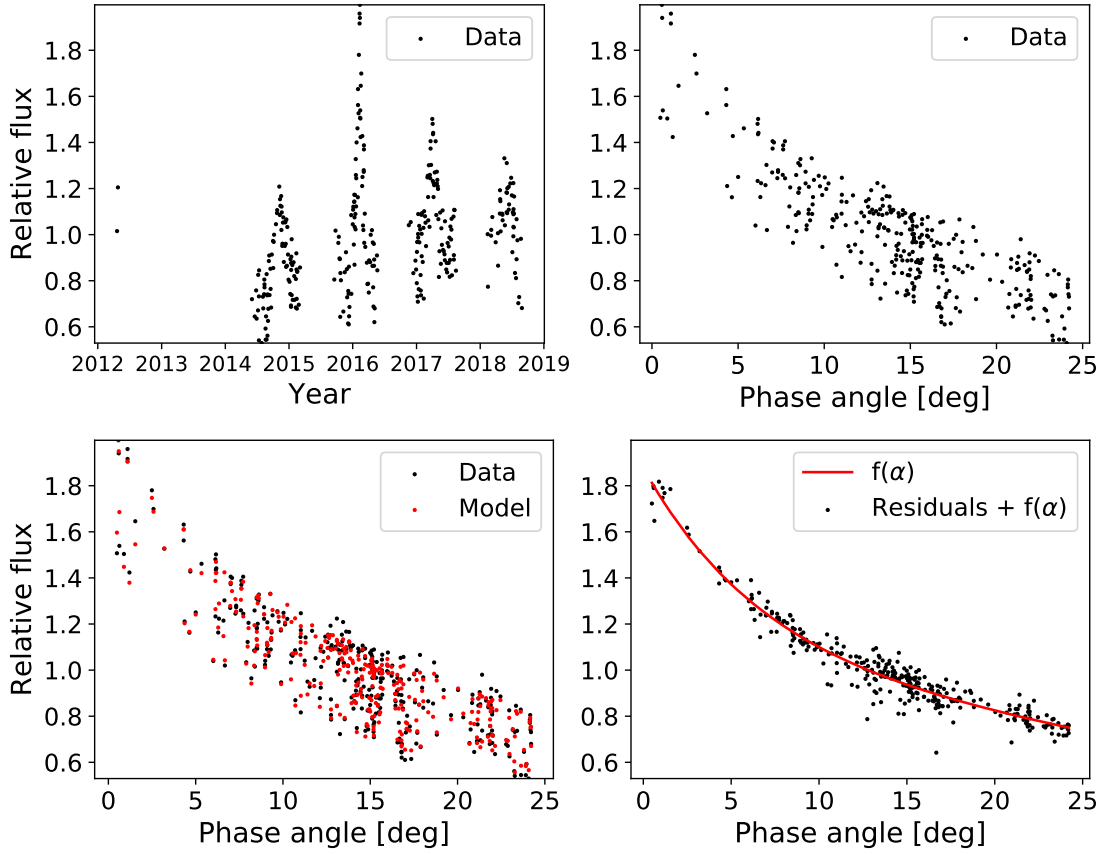 Relative flux
1.8
1.6
1.4
1.2
1.0
0.8
0.6
Data
2012 2013 2014 2015 2016 2017 2018 2019
Year
1.8
1.6
1.4
1.2
1.0
0.8
0.6
Data
0 5 10 15 20 25
Phase angle [deg]
Relative flux
1.8
1.6
1.4
1.2
1.0
0.8
0.6
Data
Model
0 5 10 15 20 25
Phase angle [deg]
1.8
1.6
1.4
1.2
1.0
0.8
0.6
f(α)
Residuals + f(α)
0 5 10 15 20 25
Phase angle [deg]